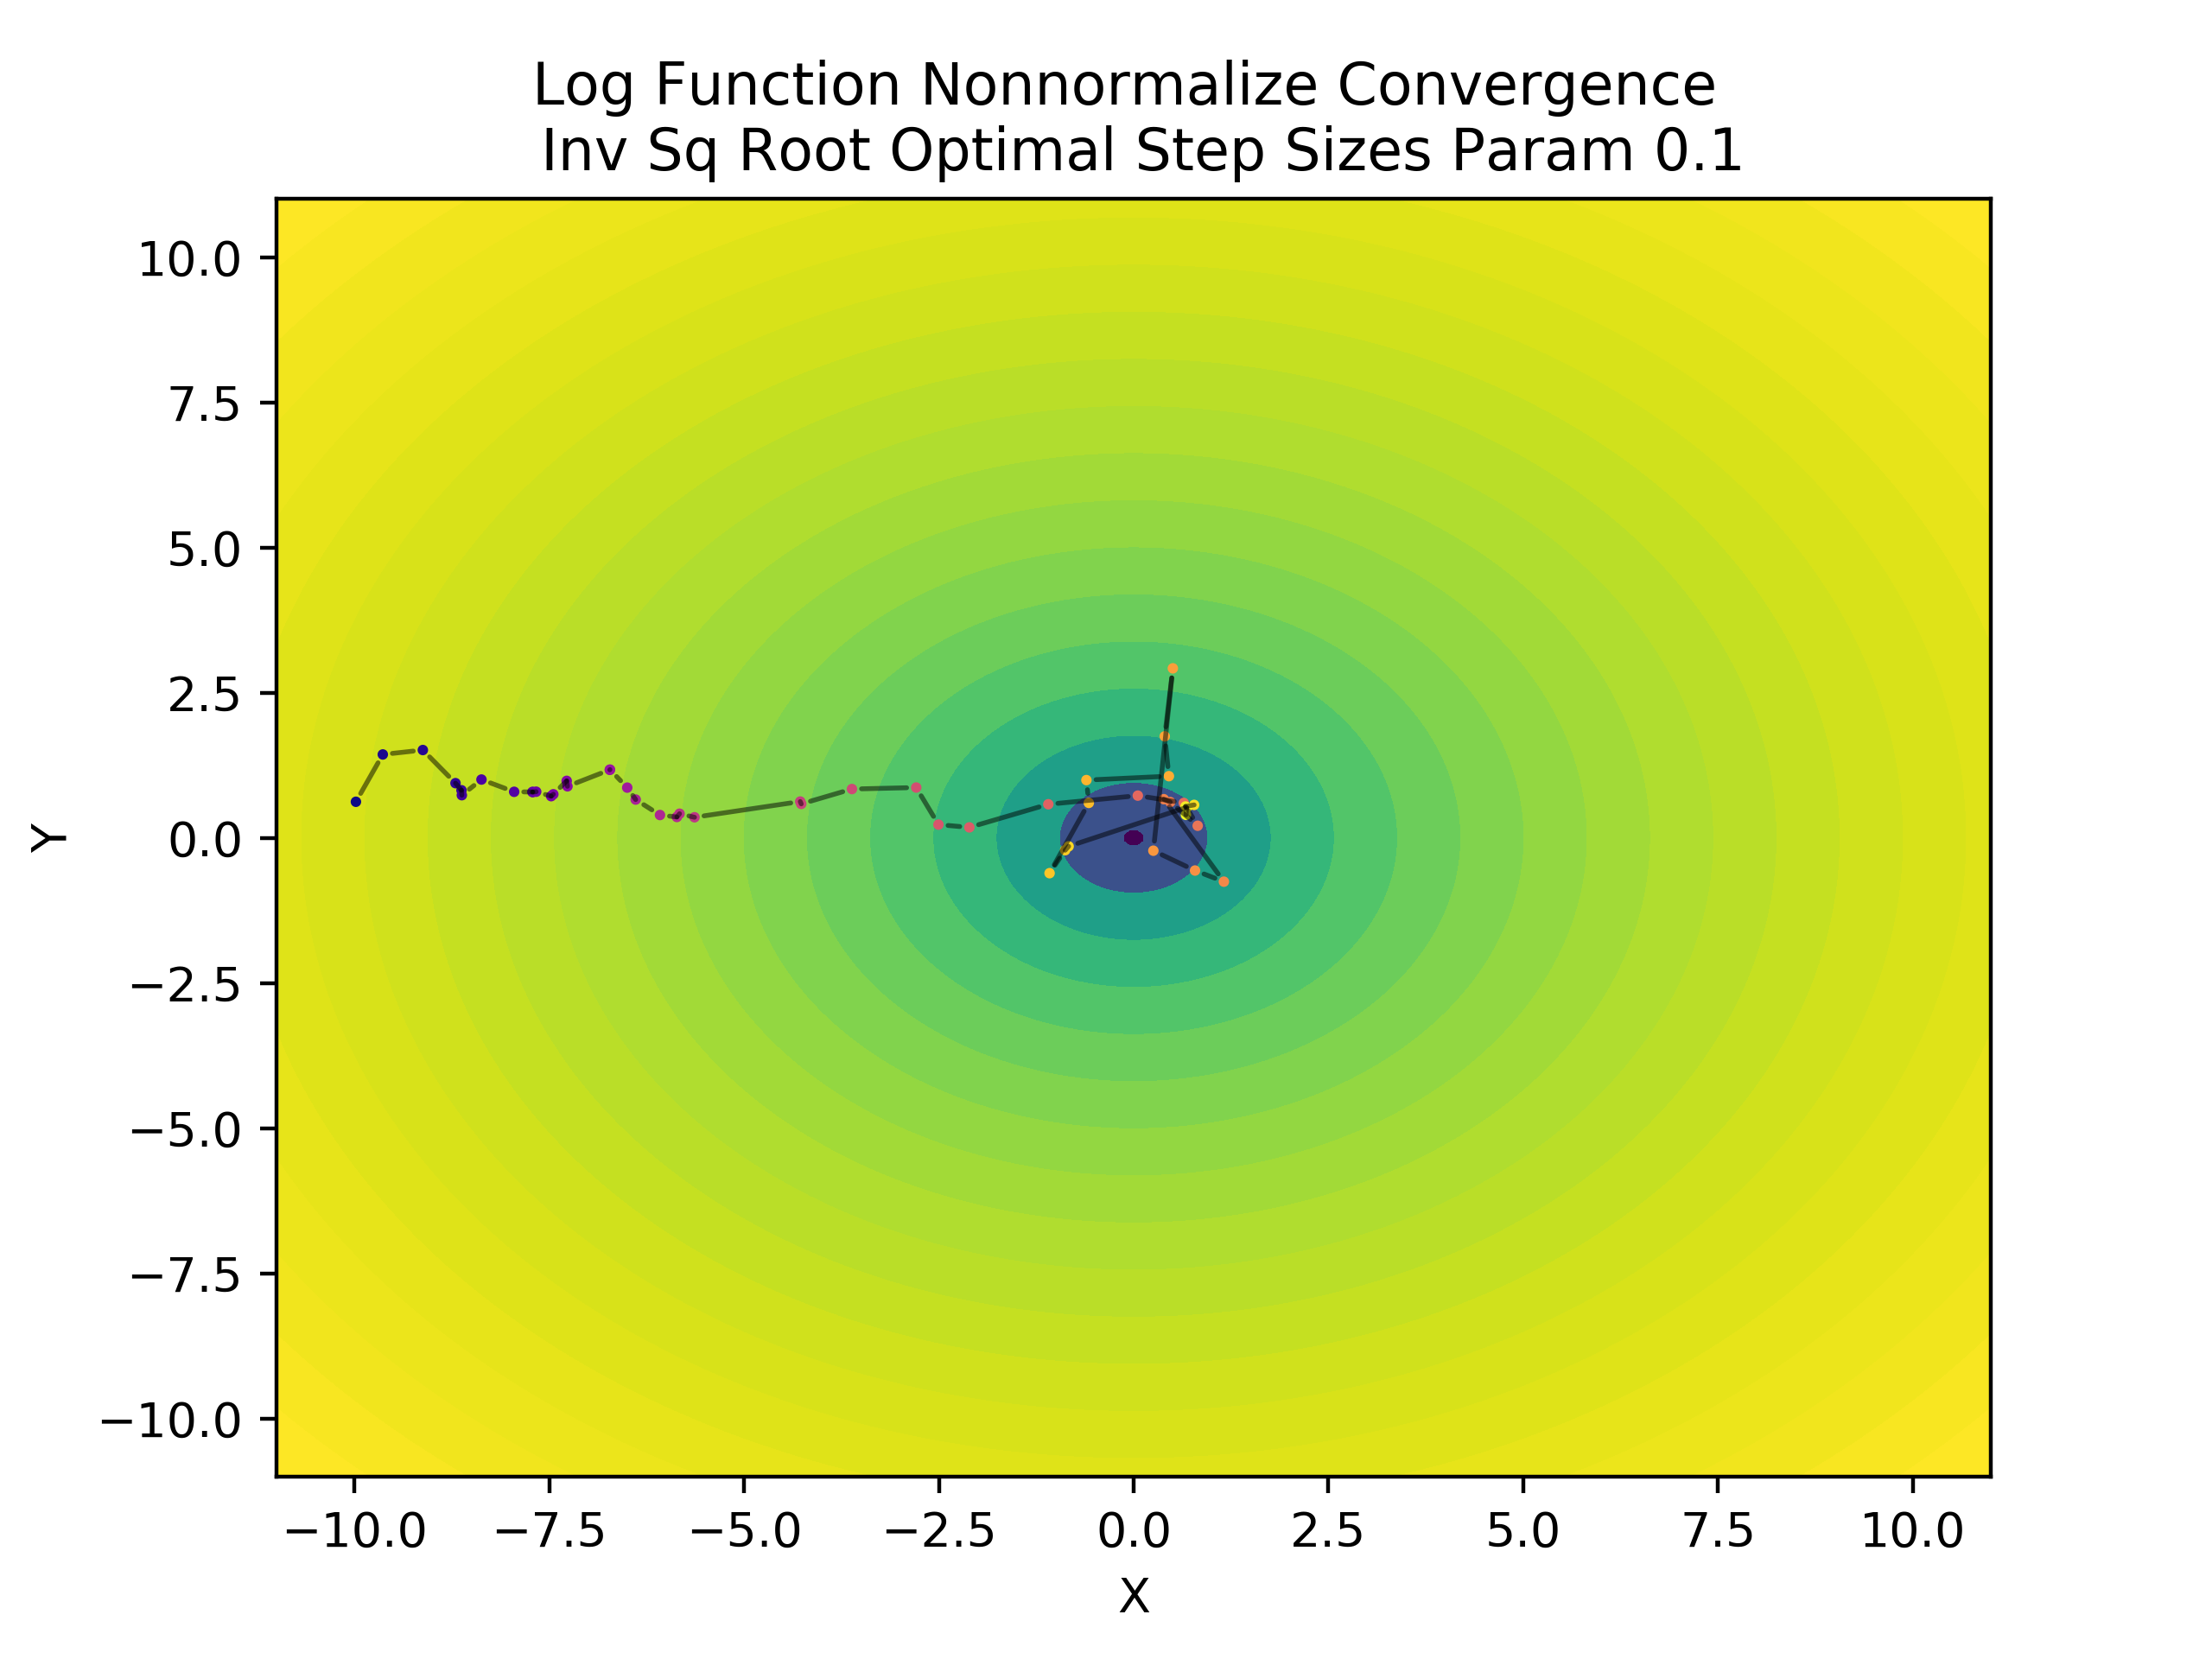 Log Function Nonnormalize Convergence
Inv Sq Root Optimal Step Sizes Param 0.1
10.0
7.5
5.0
2.5
0.0
−2.5
−5.0
−7.5
−10.0
Y
−10.0 −7.5 −5.0 −2.5 0.0 2.5 5.0 7.5 10.0
X